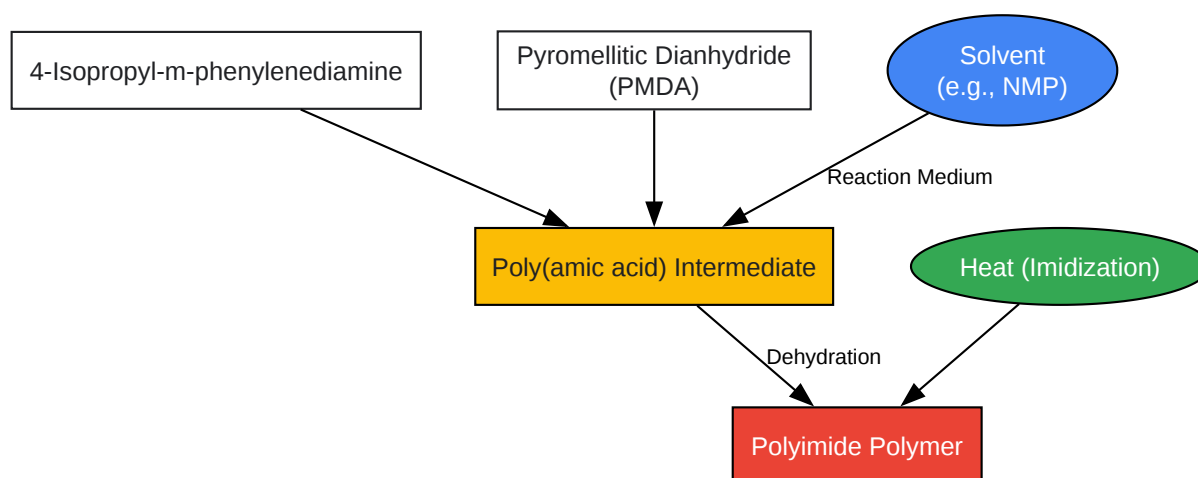 4-Isopropyl-m-phenylenediamine
Pyromellitic Dianhydride
(PMDA)
Solvent
(e.g., NMP)
Reaction Medium
Poly(amic acid) Intermediate
Heat (Imidization)
Dehydration
Polyimide Polymer